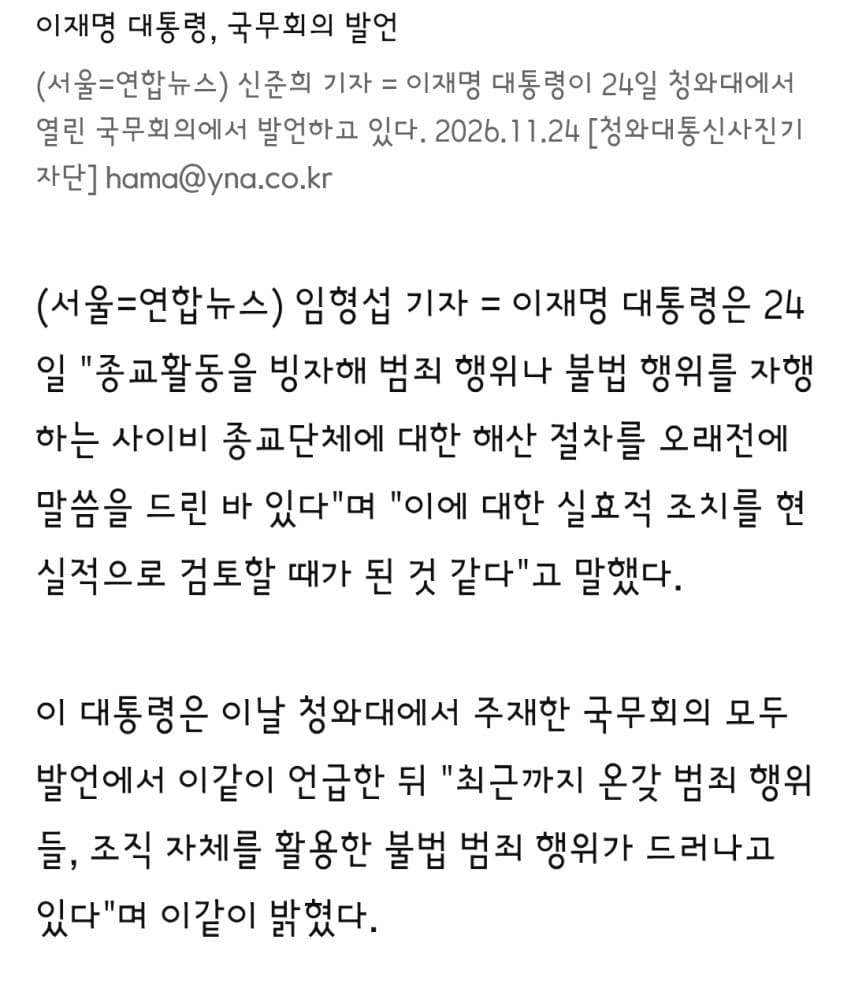 이재명 대통령, 국무회의 발언
(서울=연합뉴스) 신준희 기자 = 이재명 대통령이 24일 청와대에서
열린 국무회의에서 발언하고 있다. 2026.11.24 [청와대통신사진기
자단] hama@yna.co.kr
(서울=연합뉴스) 임형섭 기자 = 이재명 대통령은 24
일 "종교활동을 빙자해 범죄 행위나 불법 행위를 자행
하는 사이비 종교단체에 대한 해산 절차를 오래전에
말씀을 드린 바 있다"며 "이에 대한 실효적 조치를 현
실적으로 검토할 때가 된 것 같다"고 말했다.
이 대통령은 이날 청와대에서 주재한 국무회의 모두
발언에서 이같이 언급한 뒤 "최근까지 온갖 범죄 행위
들, 조직 자체를 활용한 불법 범죄 행위가 드러나고
있다"며 이같이 밝혔다.